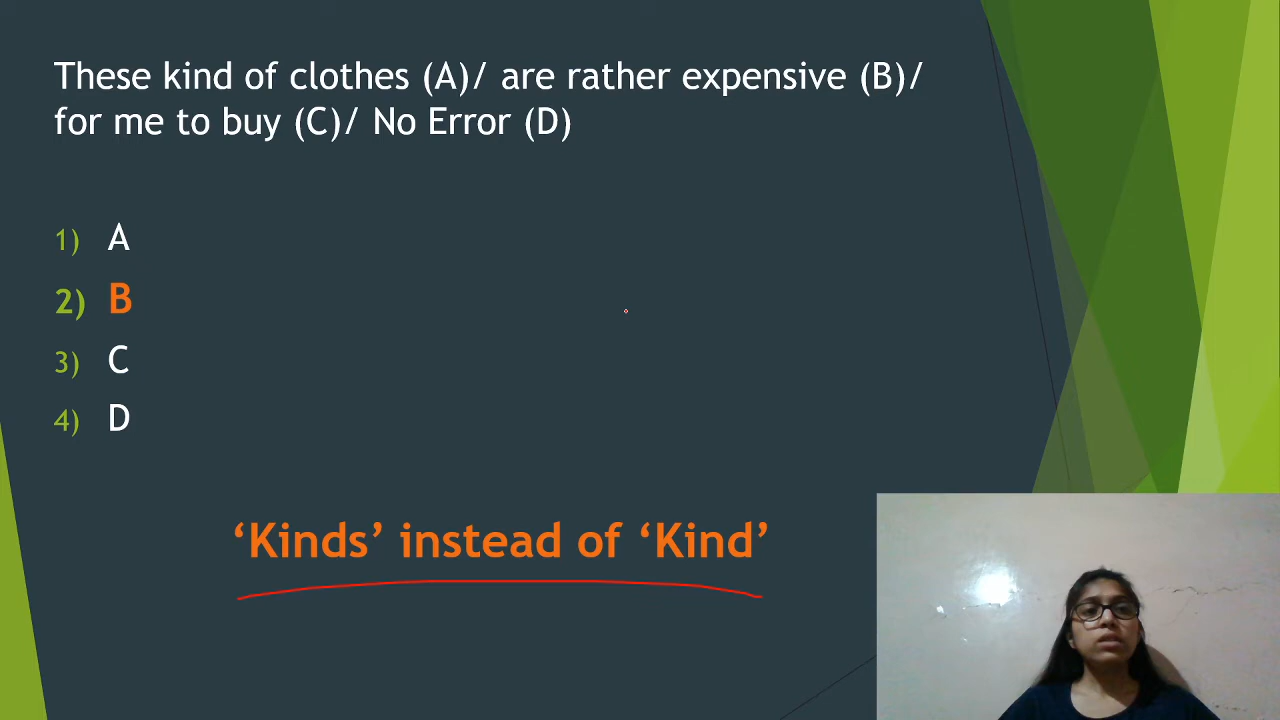 These kind of clothes (A)/ are rather expensive (B)/
for me to buy (C)/ No Error (D)
1) A
2) B
3) C
4) D
‘Kinds’ instead of ‘Kind’